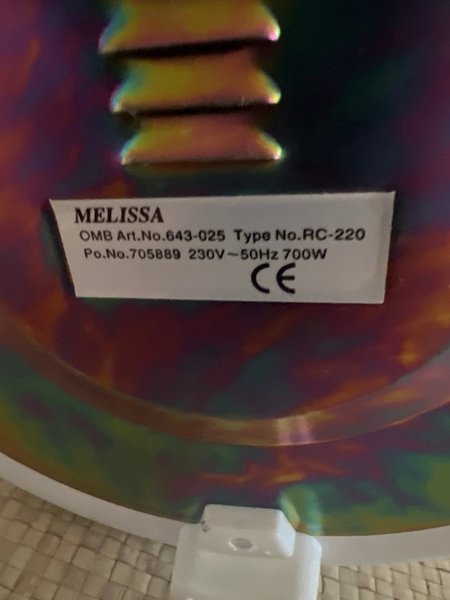 MELISSA
OMB Art.No.643-025 Type No.RC-220
Po.No.705889 230V~50Hz 700W
CE